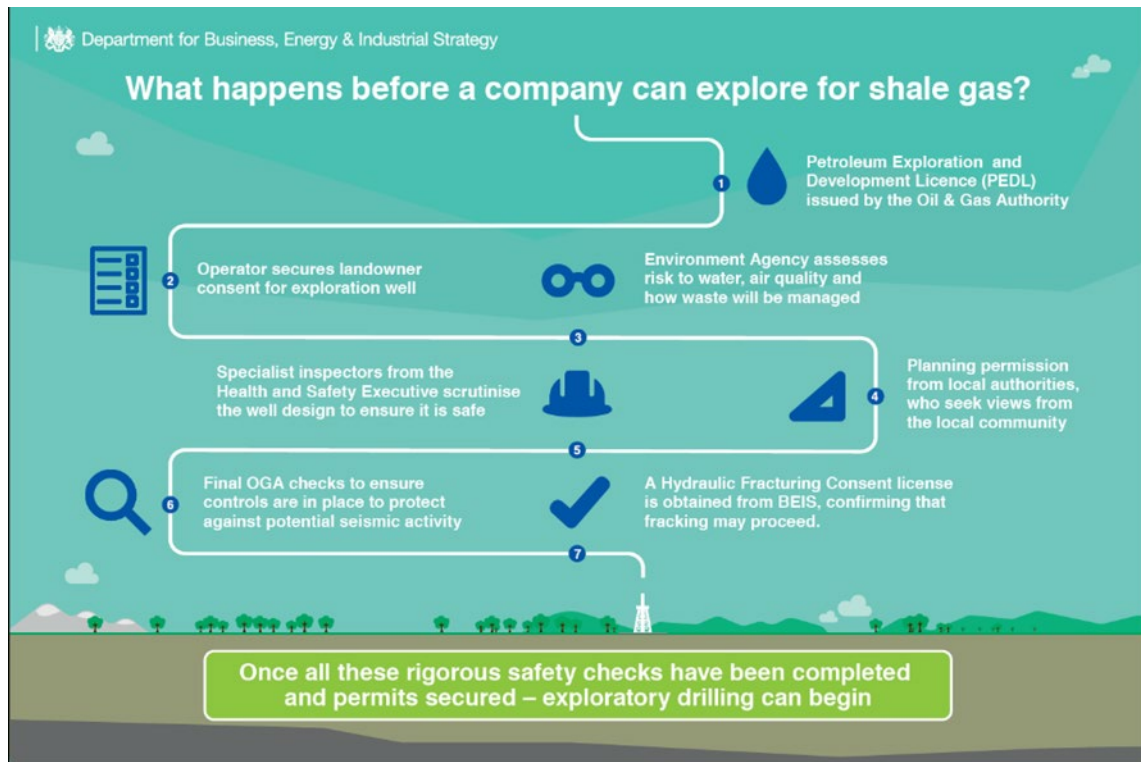 Department for Business, Energy & Industrial Strategy
What happens before a company can explore for shale gas?
1
Petroleum Exploration and
Development Licence (PEDL)
issued by the Oil & Gas Authority
2
Operator secures landowner
consent for exploration well
Environment Agency assesses
risk to water, air quality and
how waste will be managed
3
Planning permission
from local authorities,
who seek views from
the local community
4
Specialist inspectors from the
Health and Safety Executive scrutinise
the well design to ensure it is safe
5
Final OGA checks to ensure
controls are in place to protect
against potential seismic activity
6
A Hydraulic Fracturing Consent license
is obtained from BEIS, confirming that
fracking may proceed.
7
Once all these rigorous safety checks have been completed
and permits secured – exploratory drilling can begin